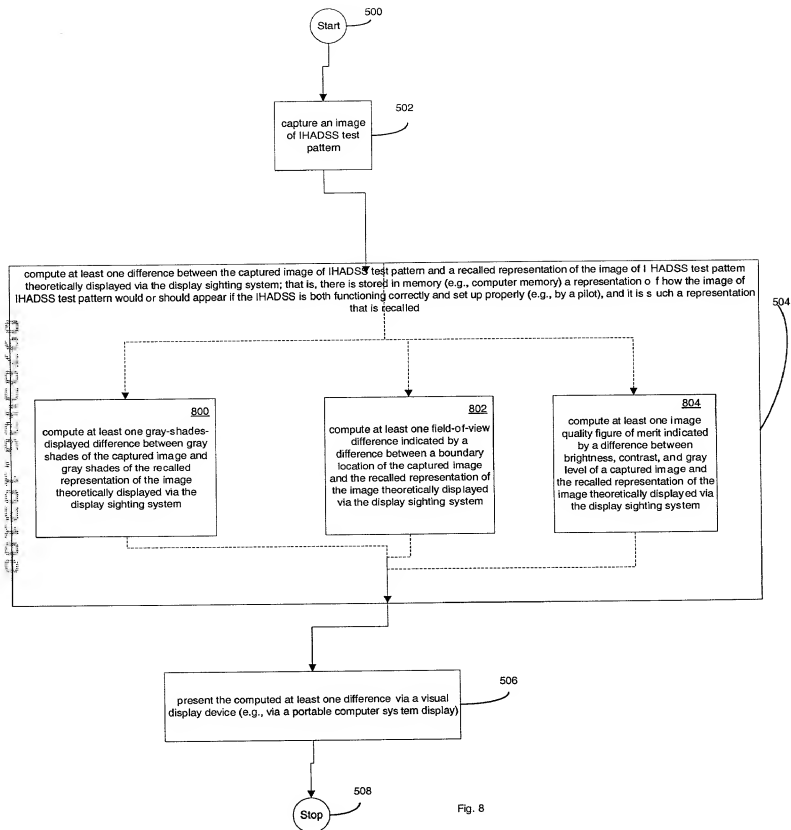 500
Start
502
capture an image
of IHADSS test
pattern
compute at least one difference between the captured image of IHADSS test pattern and a recalled representation of the image of I HADSS test pattern
theoretically displayed via the display sighting system; that is, there is stored in memory (e.g., computer memory) a representation o f how the image of
IHADSS test pattern would or should appear if the IHADSS is both functioning correctly and set up properly (e.g., by a pilot), and it is s uch a representation
that is recalled
504
800
compute at least one gray-shades-
displayed difference between gray
shades of the captured image and
gray shades of the recalled
representation of the image
theoretically displayed via the
display sighting system
802
compute at least one field-of-view
difference indicated by a
difference between a boundary
location of the captured image
and the recalled representation of
the image theoretically displayed
via the display sighting system
804
compute at least one image
quality figure of merit indicated
by a difference between
brightness, contrast, and gray
level of a captured image and
the recalled representation of the
image theoretically displayed via
the display sighting system
present the computed at least one difference via a visual
display device (e.g., via a portable computer sys tem display)
506
508
Stop
Fig. 8